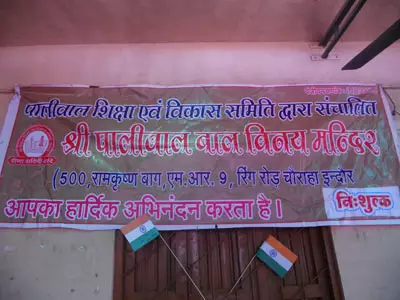 पालीवाल शिक्षा एवं विकास समिति द्वारा संचालित
श्री पालीवाल बाल विनय मन्दिर
(500, रामकृष्ण बाग, एम.आर. 9, रिंग रोड़ चौराहा इन्दौर
आपका हार्दिक अभिनंदन करता है।
नि:शुल्क